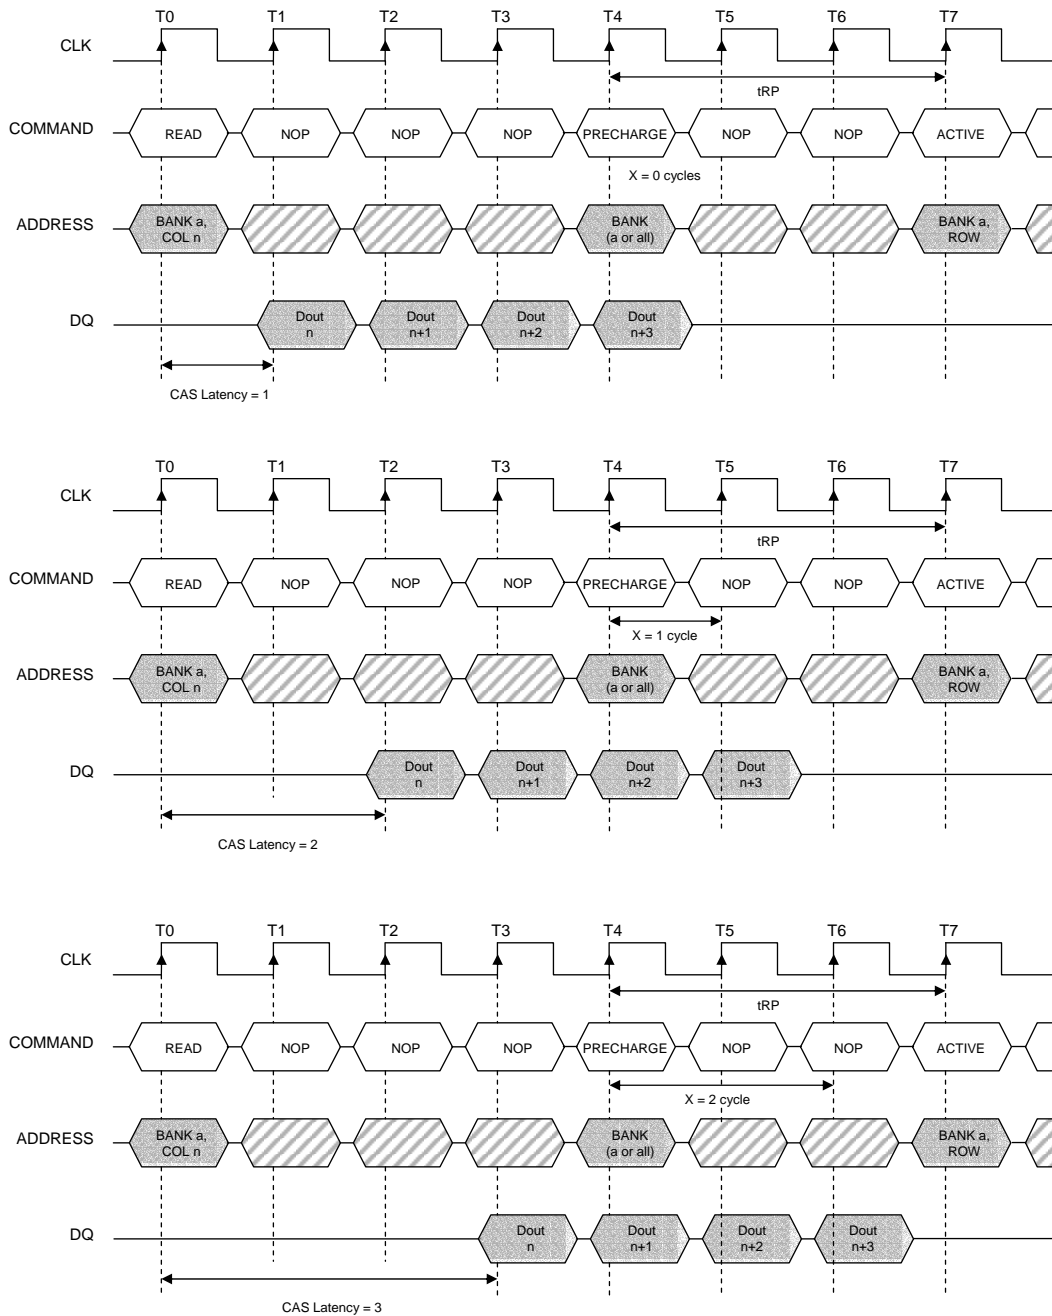 T0 T1 T2 T3 T4 T5 T6 T7
CLK
tRP
COMMAND READ NOP NOP NOP PRECHARGE NOP NOP ACTIVE
X = 0 cycles
ADDRESS BANK a, COL n BANK (a or all) BANK a, ROW
DQ Dout n Dout n+1 Dout n+2 Dout n+3
CAS Latency = 1
T0 T1 T2 T3 T4 T5 T6 T7
CLK
tRP
COMMAND READ NOP NOP NOP PRECHARGE NOP NOP ACTIVE
X = 1 cycle
ADDRESS BANK a, COL n BANK (a or all) BANK a, ROW
DQ Dout n Dout n+1 Dout n+2 Dout n+3
CAS Latency = 2
T0 T1 T2 T3 T4 T5 T6 T7
CLK
tRP
COMMAND READ NOP NOP NOP PRECHARGE NOP NOP ACTIVE
X = 2 cycle
ADDRESS BANK a, COL n BANK (a or all) BANK a, ROW
DQ Dout n Dout n+1 Dout n+2 Dout n+3
CAS Latency = 3